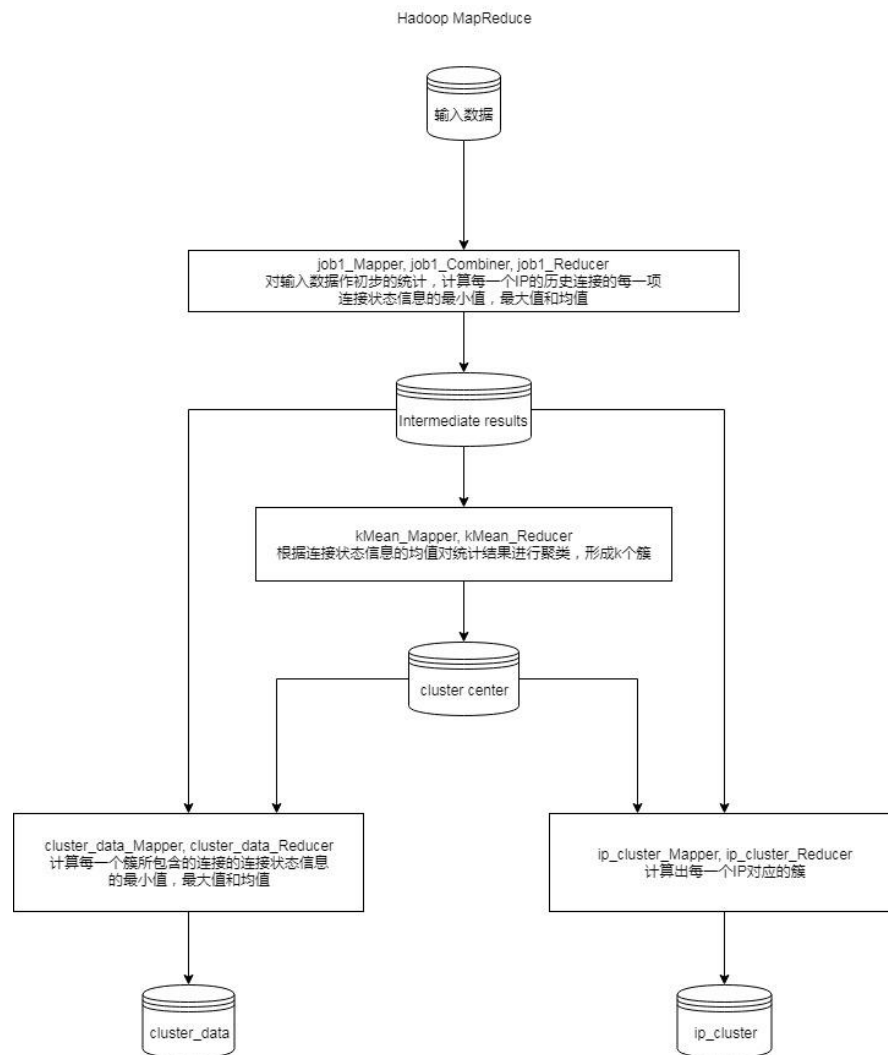 Hadoop MapReduce
输入数据
job1_Mapper, job1_Combiner, job1_Reducer
对输入数据作初步的统计，计算每一个IP的历史连接的每一项
连接状态信息的最小值，最大值和均值
Intermediate results
kMean_Mapper, kMean_Reducer
根据连接状态信息的均值对统计结果进行聚类，形成k个簇
cluster center
cluster_data_Mapper, cluster_data_Reducer
计算每一个簇所包含的连接的连接状态信息
的最小值，最大值和均值
ip_cluster_Mapper, ip_cluster_Reducer
计算出每一个IP对应的簇
cluster_data
ip_cluster